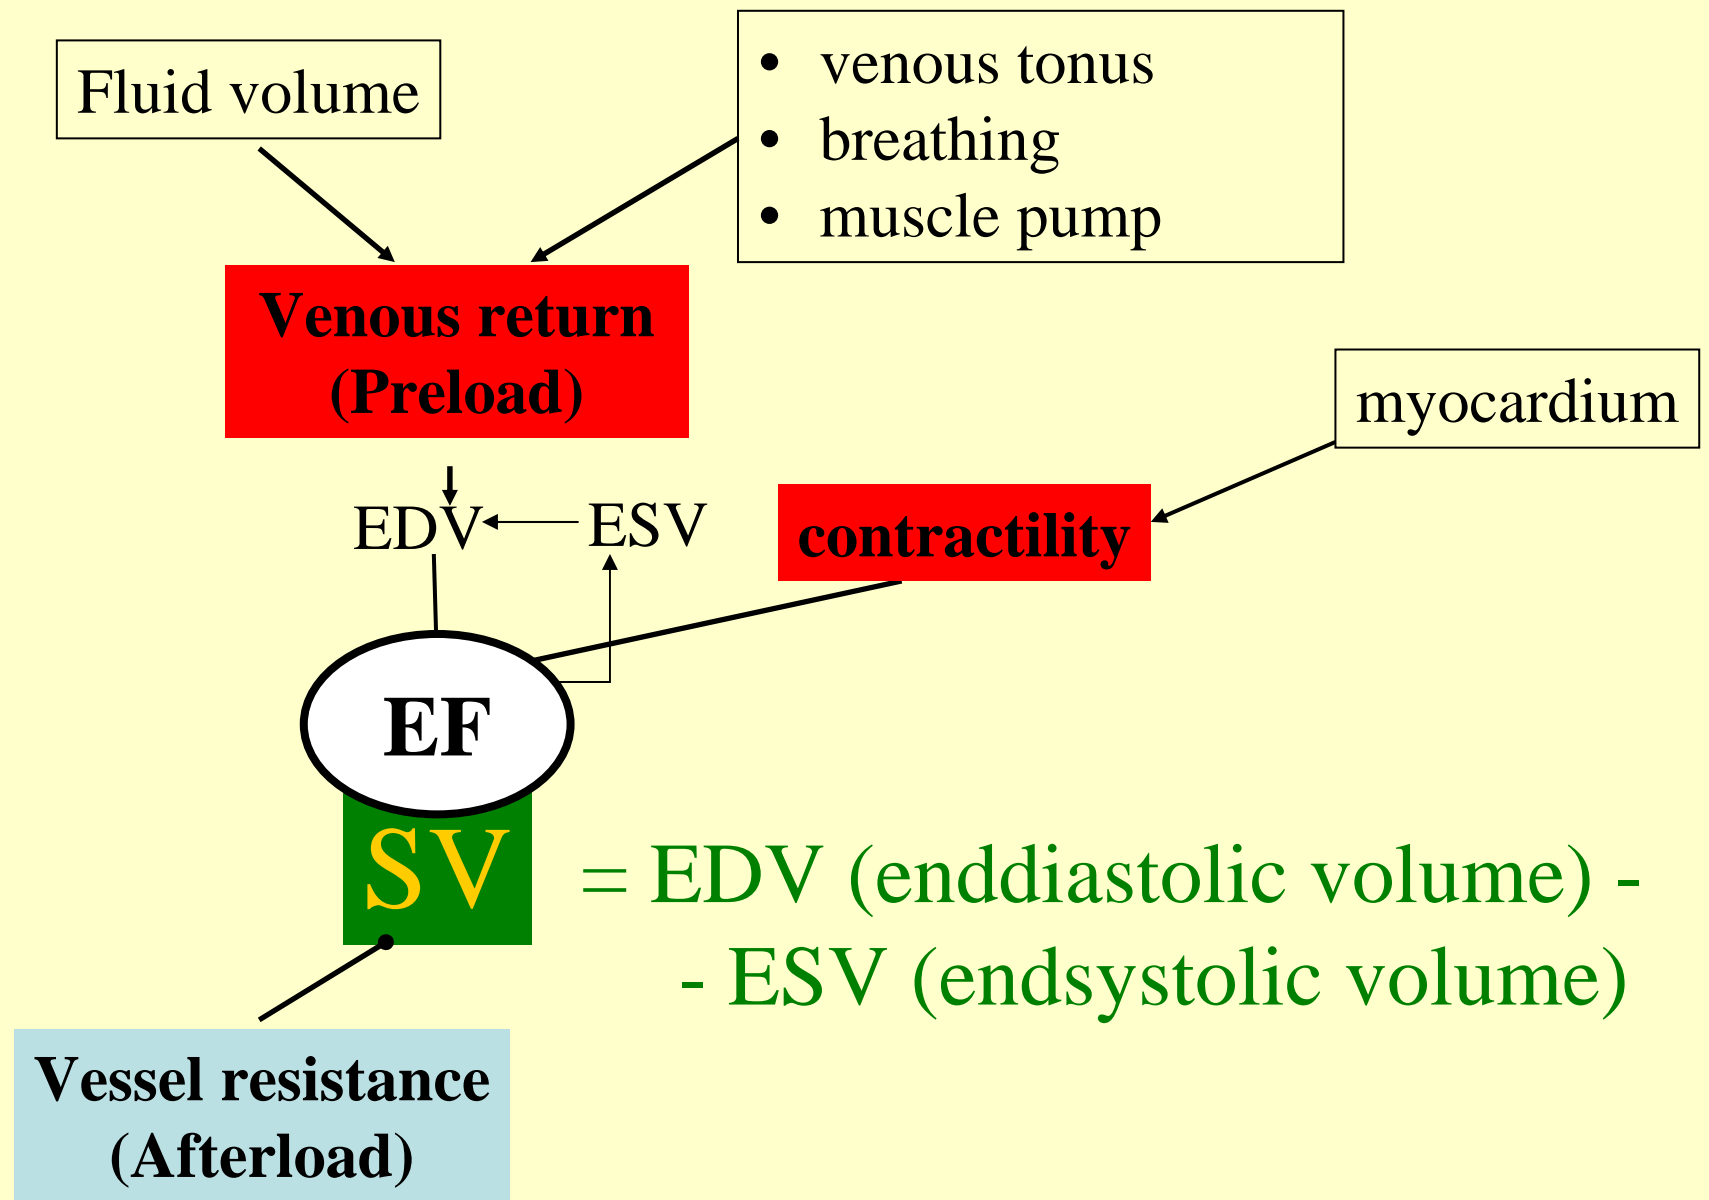 Fluid volume
• venous tonus
• breathing
• muscle pump
Venous return
(Preload)
myocardium
EDV
ESV
contractility
EF
SV
= EDV (enddiastolic volume) -
- ESV (endsystolic volume)
Vessel resistance
(Afterload)